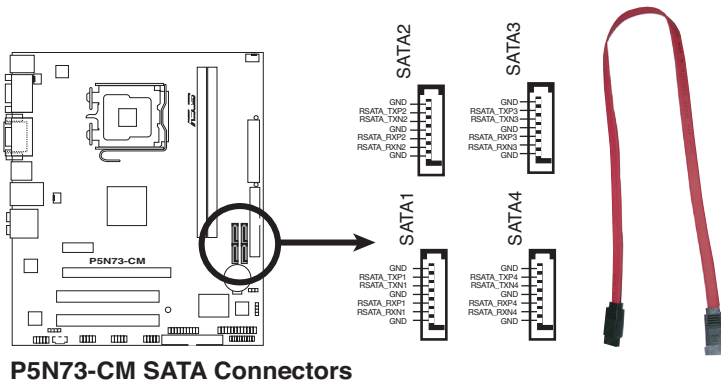 SATA2
GND
RSATA_TXP2
RSATA_TXN2
GND
RSATA_RXP2
RSATA_RXN2
GND
SATA3
GND
RSATA_TXP3
RSATA_TXN3
GND
RSATA_RXP3
RSATA_RXN3
GND
SATA1
GND
RSATA_TXP1
RSATA_TXN1
GND
RSATA_RXP1
RSATA_RXN1
GND
SATA4
GND
RSATA_TXP4
RSATA_TXN4
GND
RSATA_RXP4
RSATA_RXN4
GND
P5N73-CM
P5N73-CM SATA Connectors